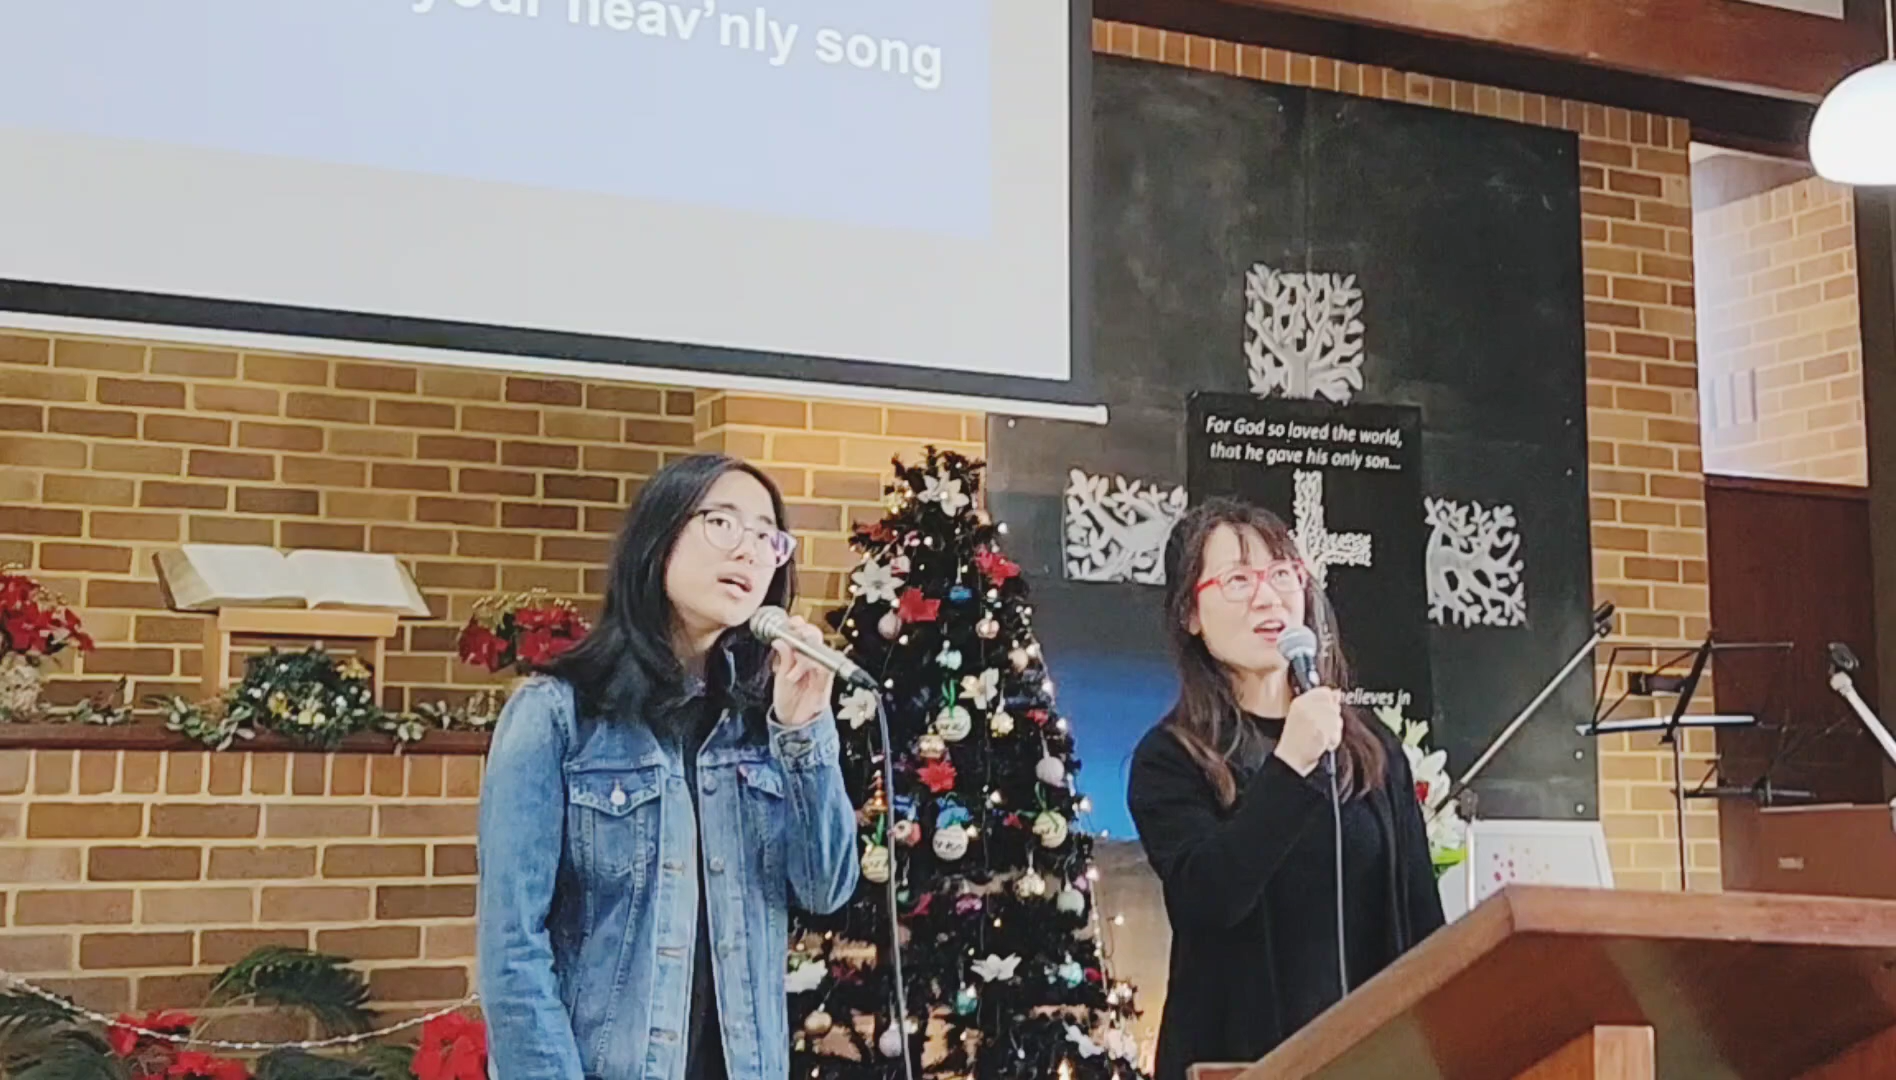 your heav'nly song
For God so loved the world,
that he gave his only son...
believes in